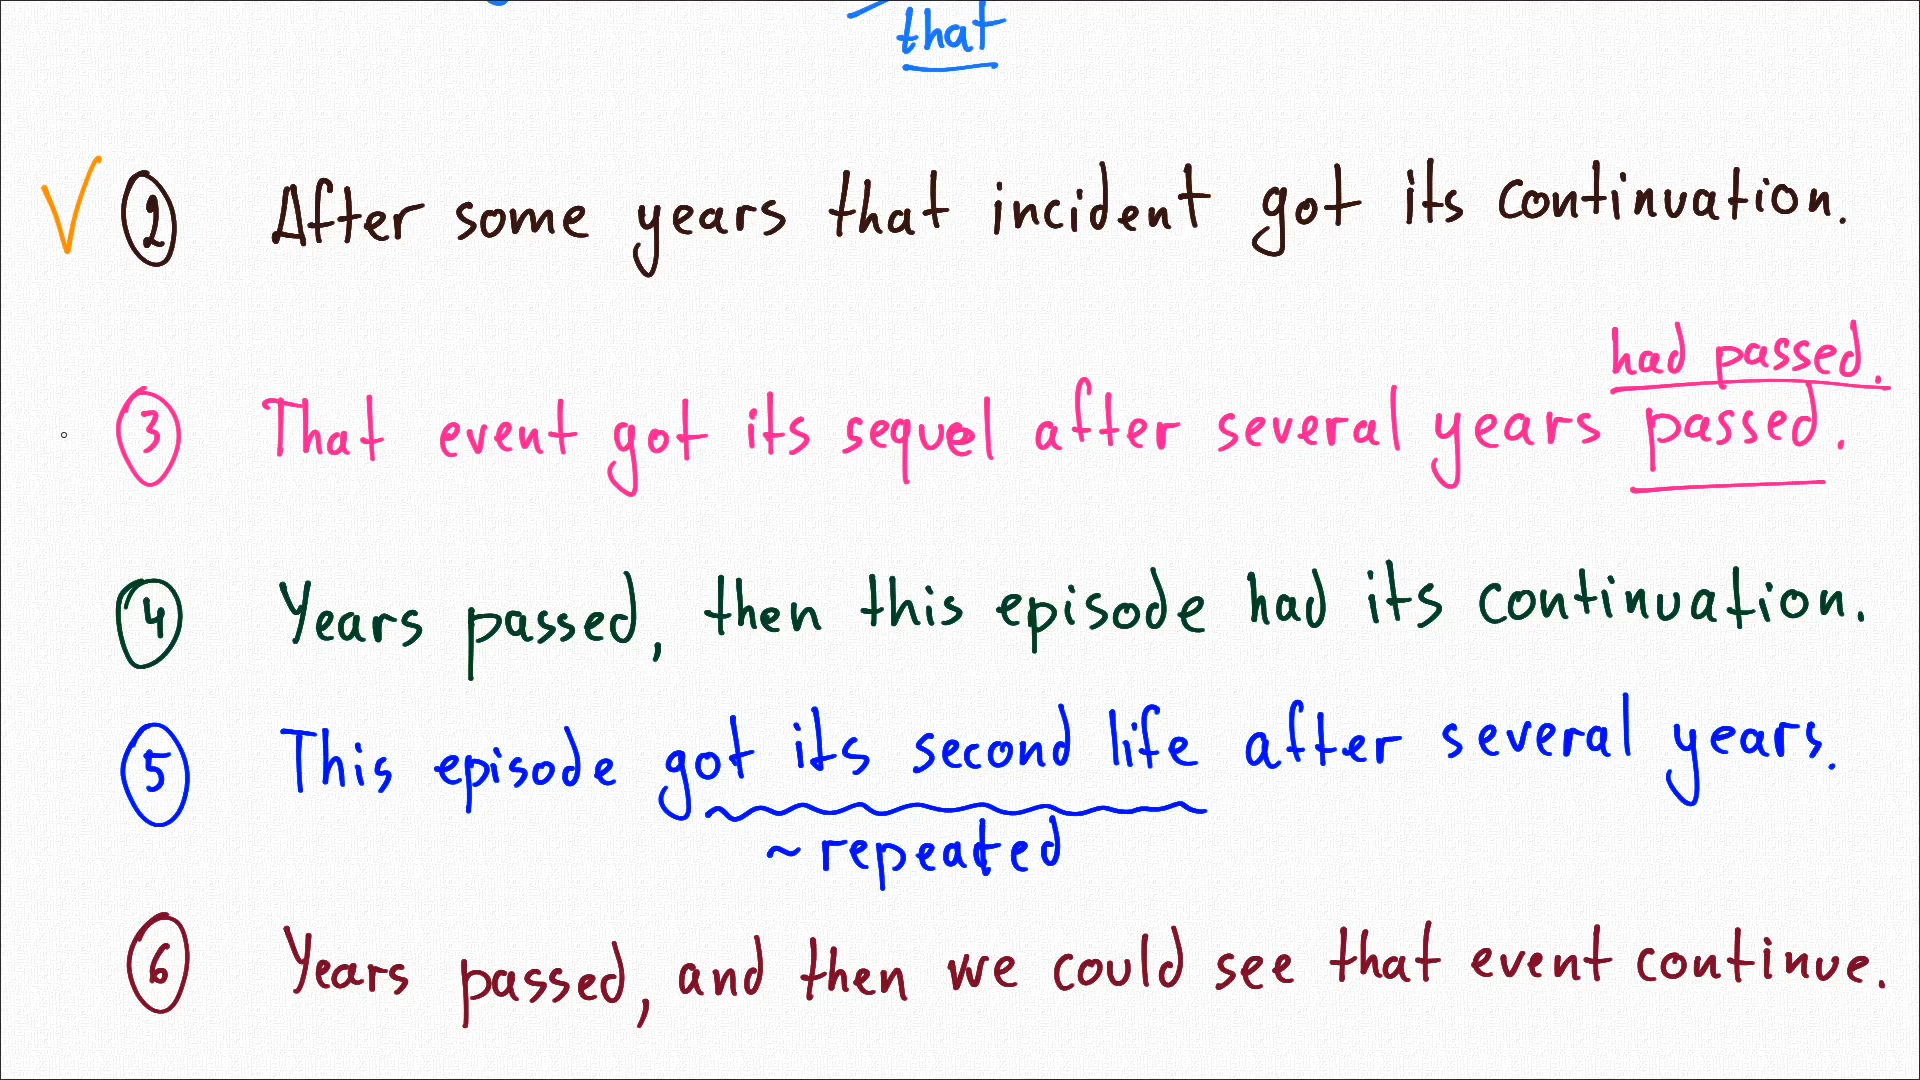 that
② After some years that incident got its continuation.
had passed.
③ That event got its sequel after several years passed.
④ Years passed, then this episode had its continuation.
⑤ This episode got its second life after several years.
~ repeated
⑥ Years passed, and then we could see that event continue.